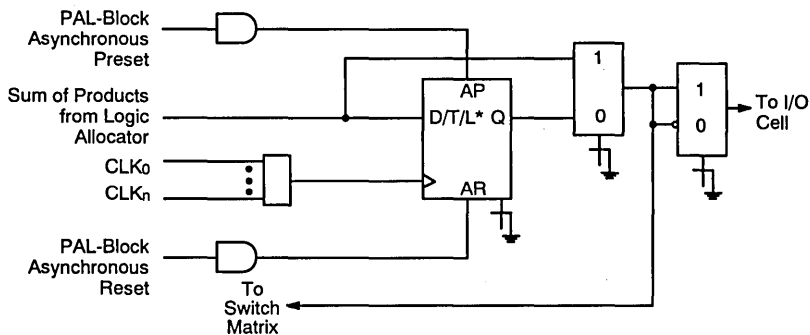 PAL-Block
Asynchronous
Preset
Sum of Products
from Logic
Allocator
CLK0
CLKn
PAL-Block
Asynchronous
Reset
AP
D/T/L* Q
AR
1
0
1
0
To I/O
Cell
To
Switch
Matrix